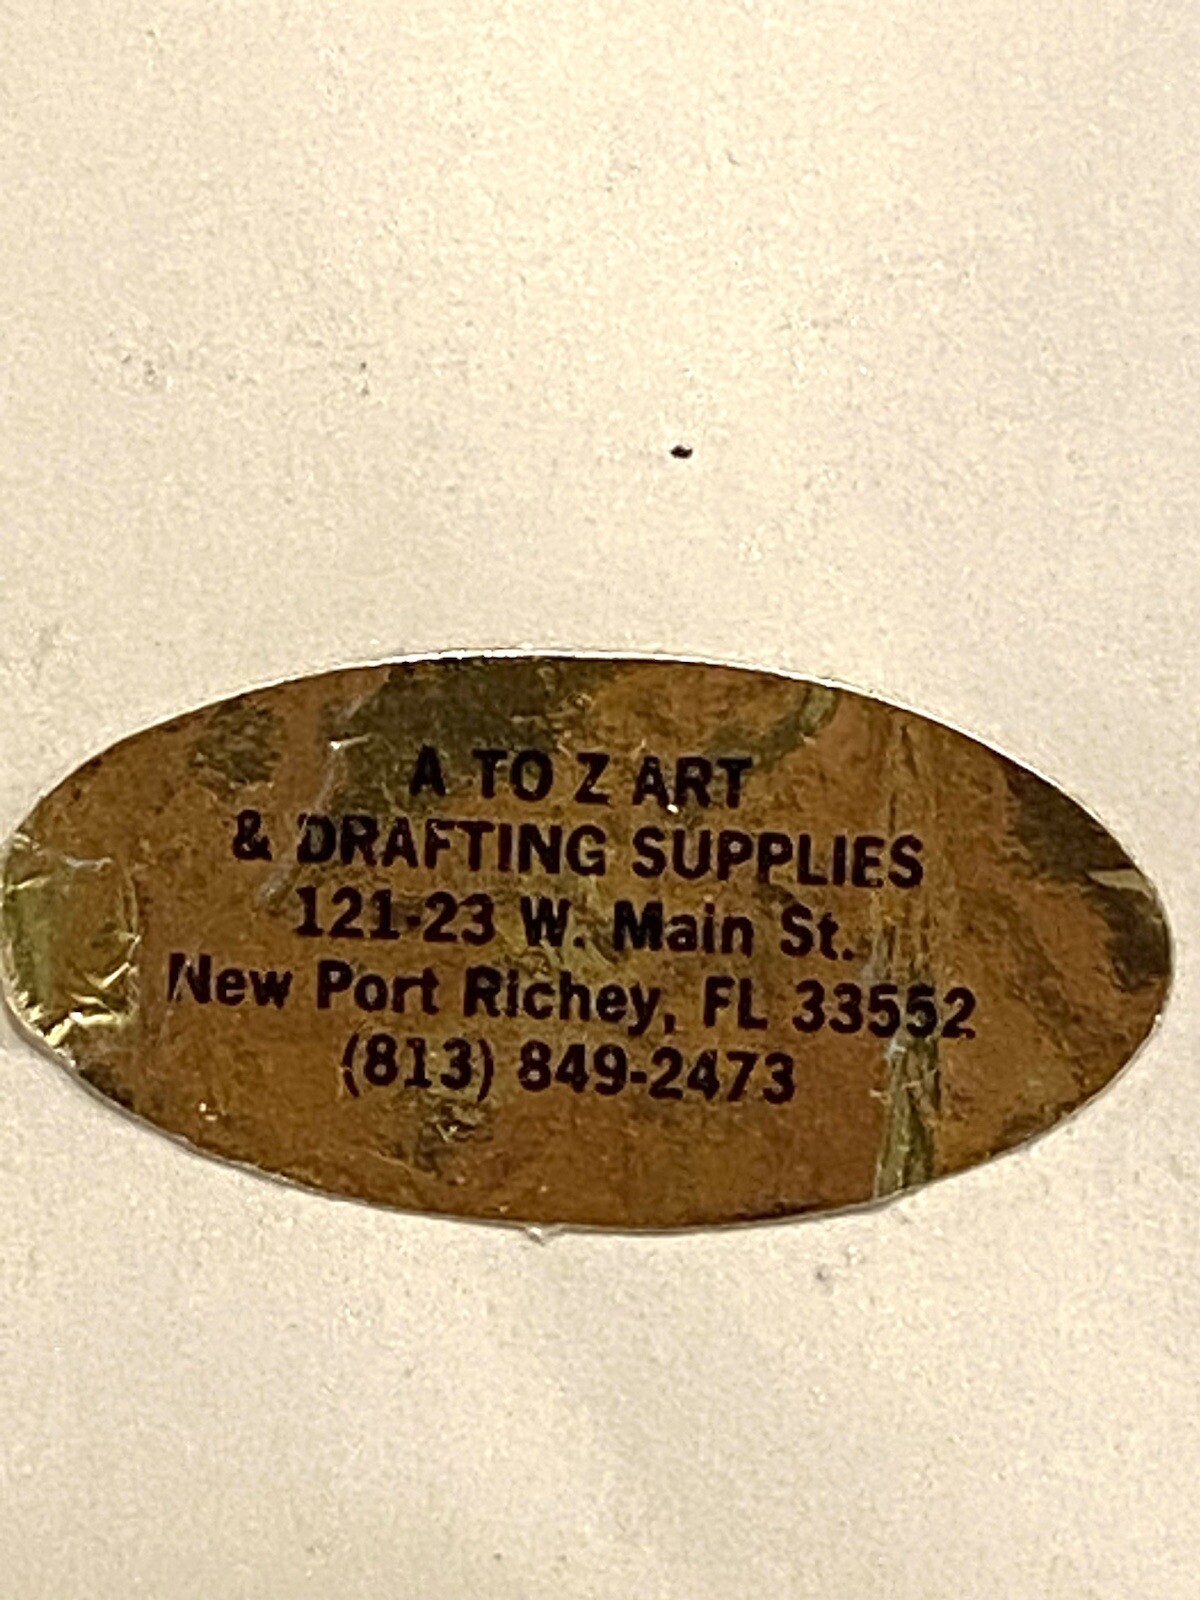 A TO Z ART
& DRAFTING SUPPLIES
121-23 W. Main St.
New Port Richey, FL 33552
(813) 849-2473